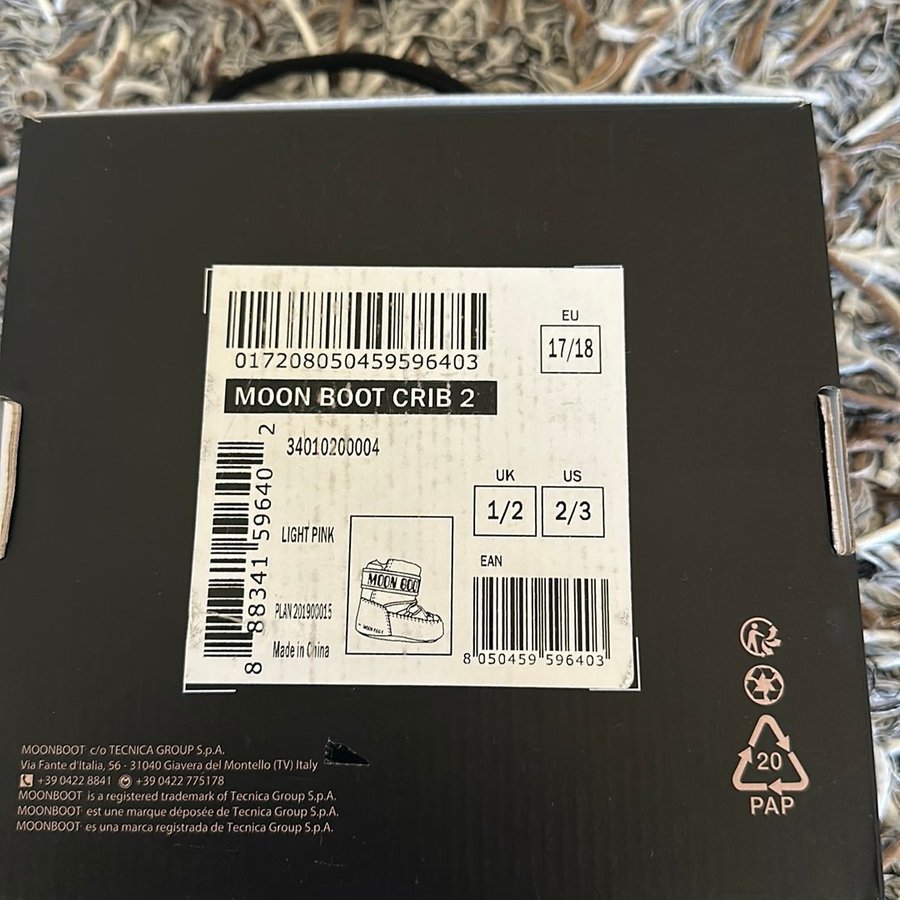 EU
17/18
017208050459596403
MOON BOOT CRIB 2
34010200004
8 88341 59640 2
UK
US
1/2
2/3
LIGHT PINK
EAN
MOON BOO
PLAN 201900015
Made in China
8 050459 596403
MOONBOOT c/o TECNICA GROUP S.p.A.
Via Fante d'Italia, 56 - 31040 Giavera del Montello (TV) Italy
+39 0422 8841 +39 0422 775178
MOONBOOT is a registered trademark of Tecnica Group S.p.A.
MOONBOOT est une marque déposée de Tecnica Group S.p.A.
MOONBOOT es una marca registrada de Tecnica Group S.p.A.
20
PAP